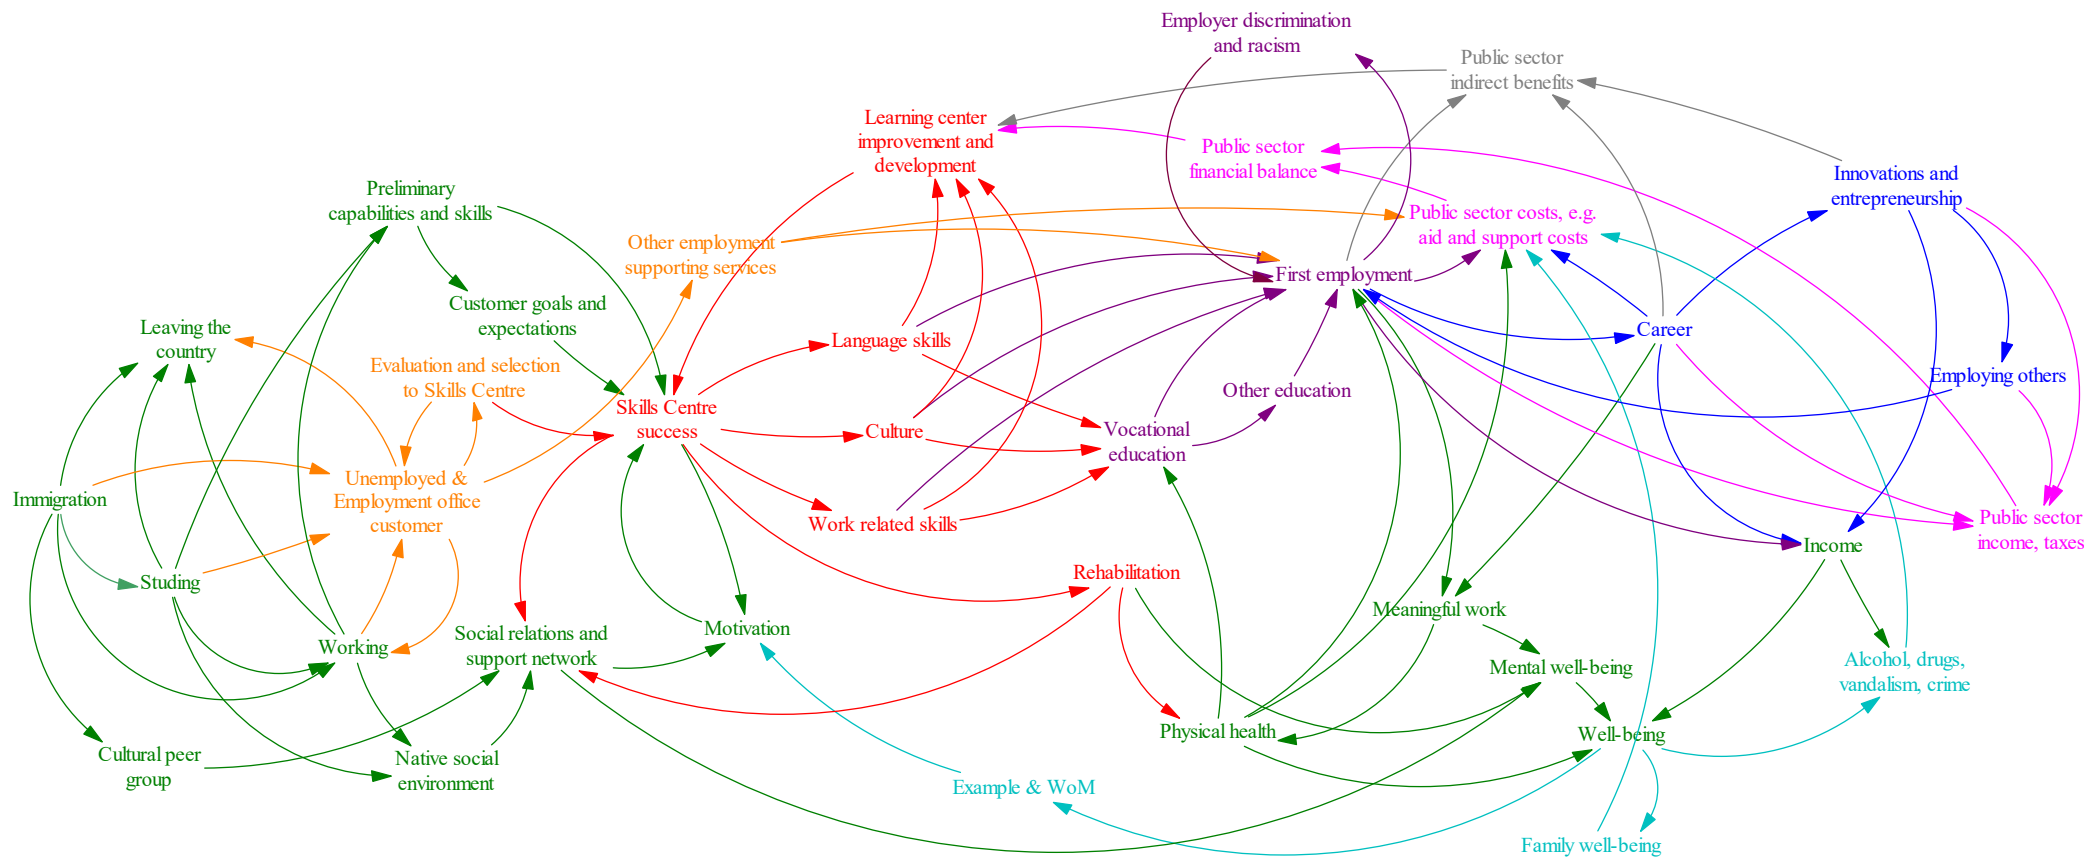 Employer discrimination
and racism
Public sector
indirect benefits
Learning center
improvement and
development
Public sector
financial balance
Innovations and
entrepreneurship
Preliminary
capabilities and skills
Public sector costs, e.g.
aid and support costs
Other employment
supporting services
First employment
Customer goals and
expectations
Leaving the
country
Language skills
Career
Evaluation and selection
to Skills Centre
Employing others
Other education
Skills Centre
success
Culture
Vocational
education
Immigration
Unemployed &
Employment office
customer
Work related skills
Public sector
income, taxes
Income
Studing
Rehabilitation
Meaningful work
Working
Social relations and
support network
Motivation
Mental well-being
Alcohol, drugs,
vandalism, crime
Physical health
Well-being
Cultural peer
group
Native social
environment
Example & WoM
Family well-being